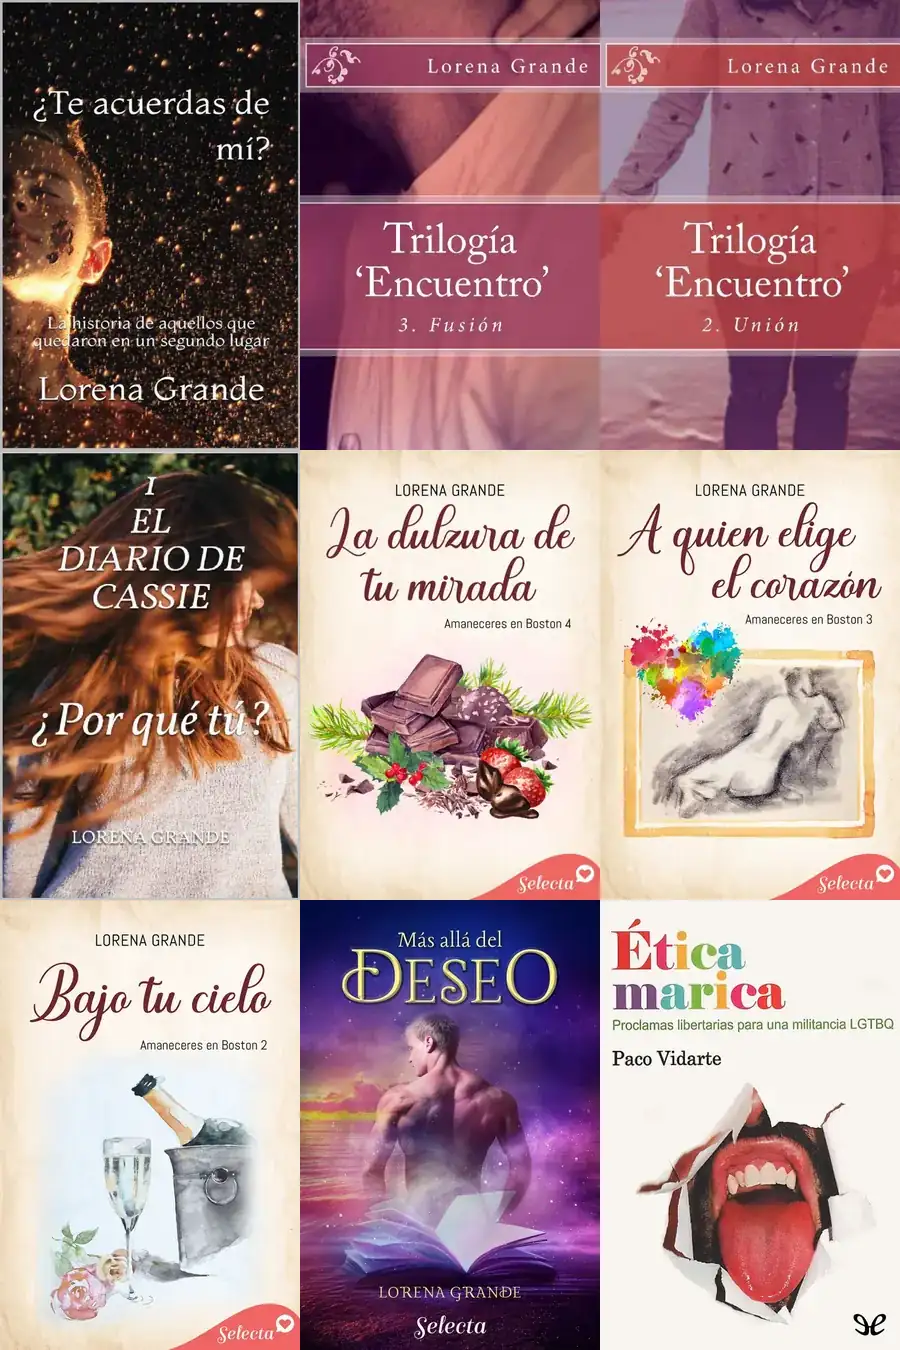 ¿Te acuerdas de
mí?
La historia de aquellos que
quedaron en un segundo lugar
Lorena Grande
Lorena Grande
Trilogía
‘Encuentro’
3. Fusión
Lorena Grande
Trilogía
‘Encuentro’
2. Unión
I
EL
DIARIO DE
CASSIE
¿Por qué tú?
LORENA GRANDE
LORENA GRANDE
La dulzura de
tu mirada
Amaneceres en Boston 4
Selecta
LORENA GRANDE
A quien elige
el corazón
Amaneceres en Boston 3
Selecta
LORENA GRANDE
Bajo tu cielo
Amaneceres en Boston 2
Selecta
Más allá del
DESEO
LORENA GRANDE
Selecta
Ética
marica
Proclamas libertarias para una militancia LGTBQ
Paco Vidarte